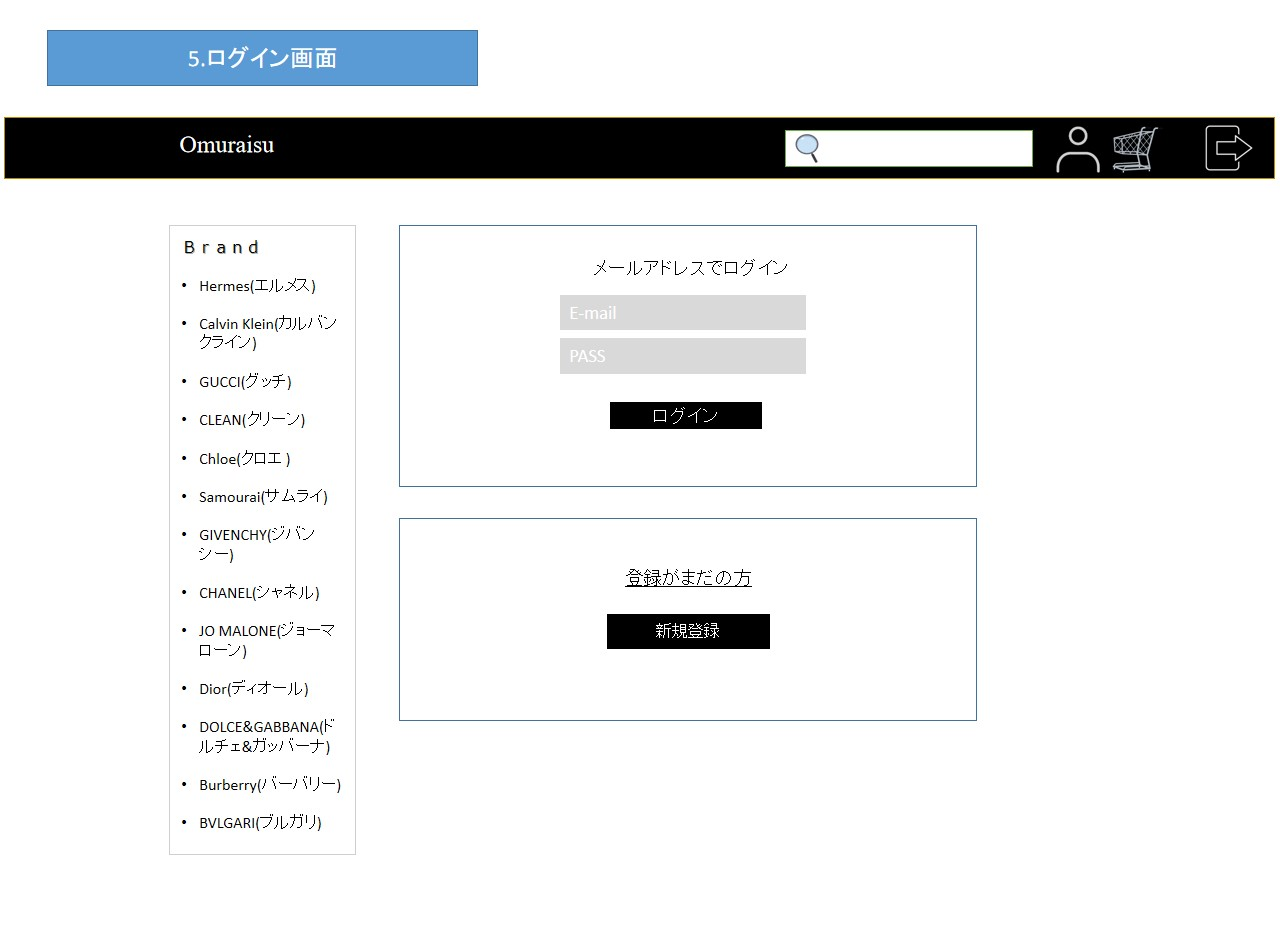 5.ログイン画面
Omuraisu
Brand
• Hermes(エルメス)
• Calvin Klein(カルバン
クライン)
• GUCCI(グッチ)
• CLEAN(クリーン)
• Chloe(クロエ )
• Samourai(サムライ)
• GIVENCHY(ジバン
シー)
• CHANEL(シャネル)
• JO MALONE(ジョーマ
ローン)
• Dior(ディオール)
• DOLCE&GABBANA(ド
ルチェ&ガッバーナ)
• Burberry(バーバリー)
• BVLGARI(ブルガリ)
メールアドレスでログイン
E-mail
PASS
ログイン
登録がまだの方
新規登録